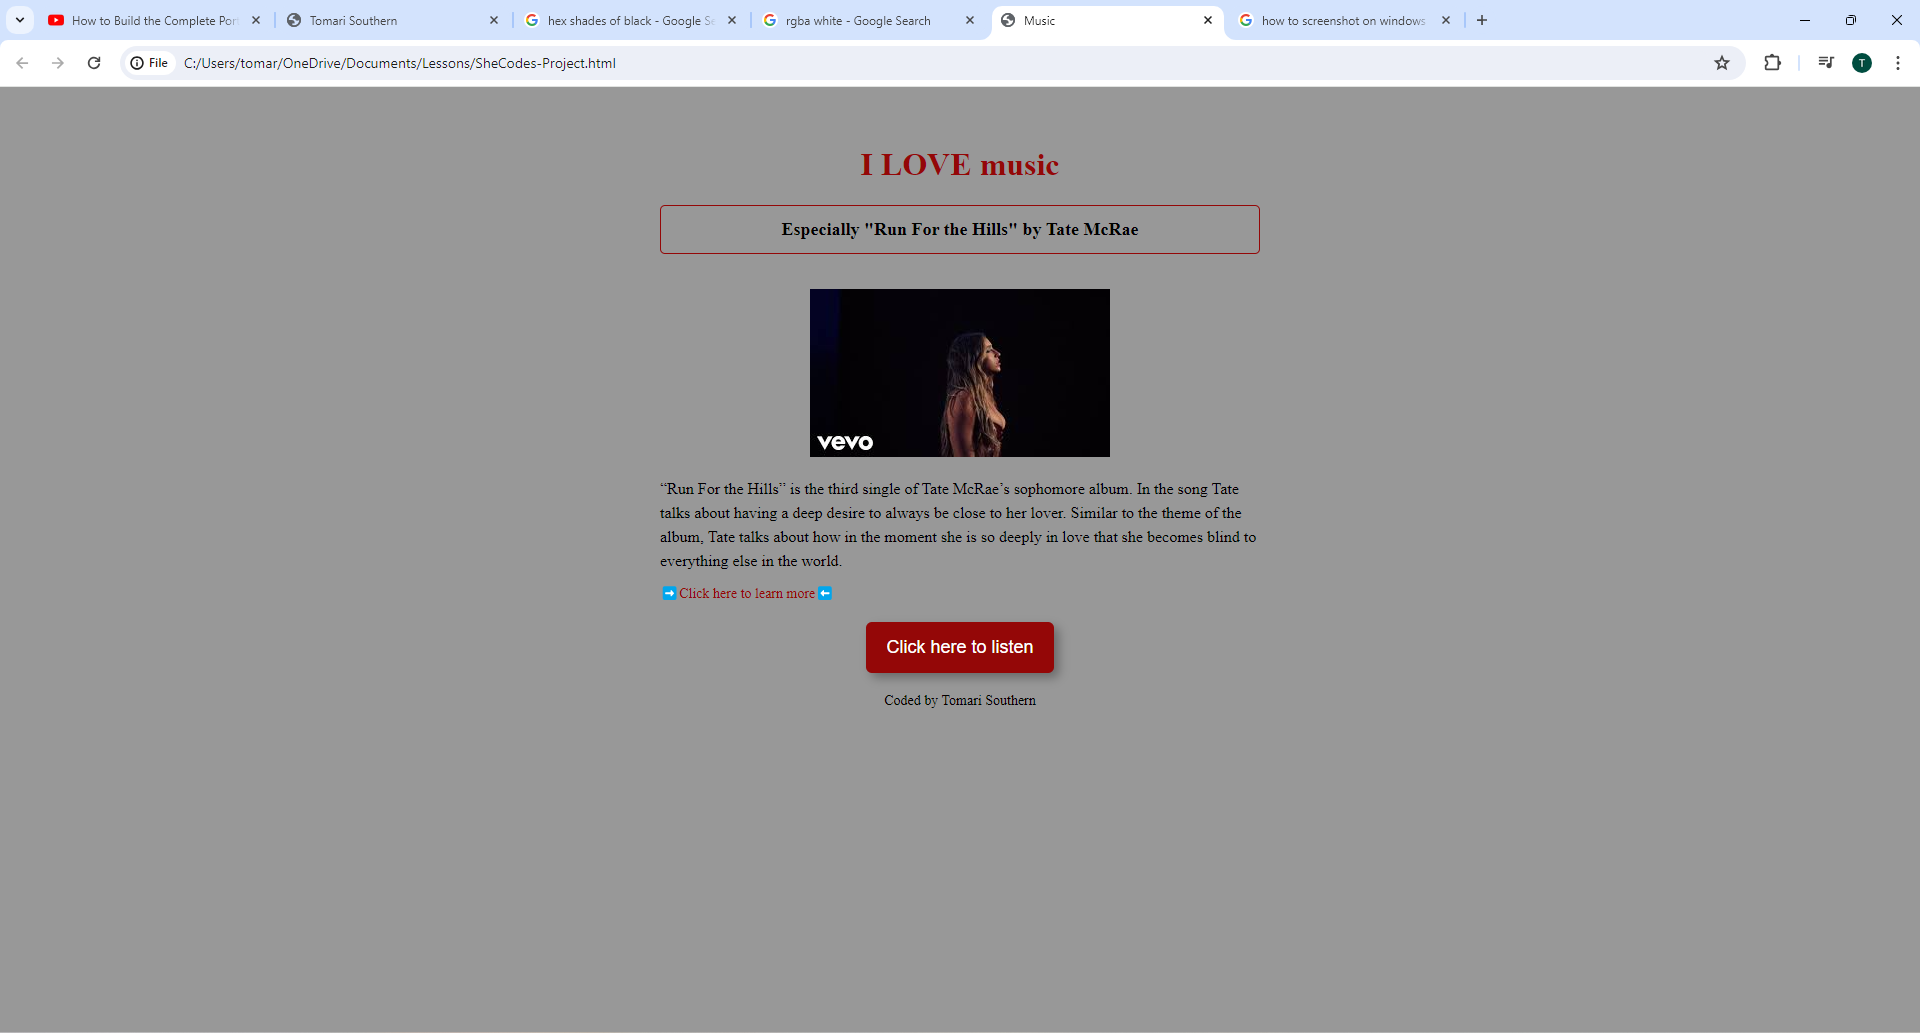 How to Build the Complete Por
Tomari Southern
hex shades of black - Google Se
rgba white - Google Search
Music
how to screenshot on windows
File
C:/Users/tomar/OneDrive/Documents/Lessons/SheCodes-Project.html
T
I LOVE music
Especially "Run For the Hills" by Tate McRae
vevo
“Run For the Hills” is the third single of Tate McRae’s sophomore album. In the song Tate
talks about having a deep desire to always be close to her lover. Similar to the theme of the
album, Tate talks about how in the moment she is so deeply in love that she becomes blind to
everything else in the world.
➡️Click here to learn more⬅️
Click here to listen
Coded by Tomari Southern